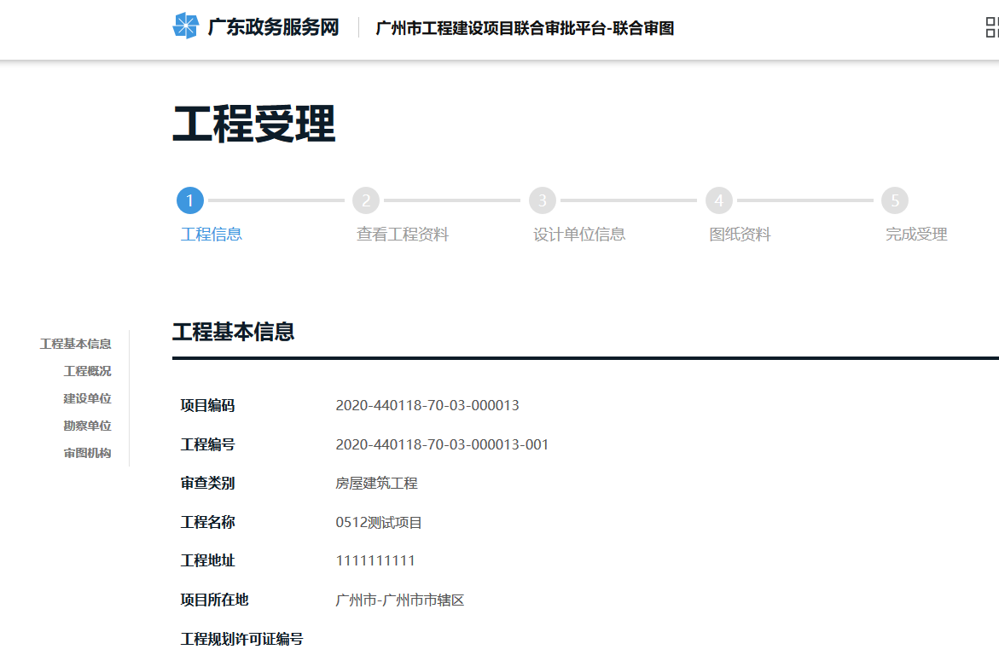 广东政务服务网 广州市工程建设项目联合审批平台-联合审图
工程受理
1 2 3 4 5
工程信息 查看工程资料 设计单位信息 图纸资料 完成受理
工程基本信息
工程概况
建设单位
勘察单位
审图机构
工程基本信息
项目编码 2020-440118-70-03-000013
工程编号 2020-440118-70-03-000013-001
审查类别 房屋建筑工程
工程名称 0512测试项目
工程地址 1111111111
项目所在地 广州市-广州市市辖区
工程规划许可证编号